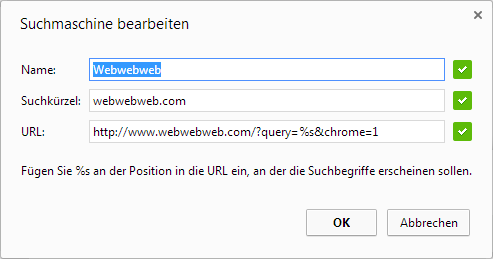 Suchmaschine bearbeiten
Name: Webwebweb
Suchkürzel: webwebweb.com
URL: http://www.webwebweb.com/?query=%s&chrome=1
Fügen Sie %s an der Position in die URL ein, an der die Suchbegriffe erscheinen sollen.
OK Abbrechen